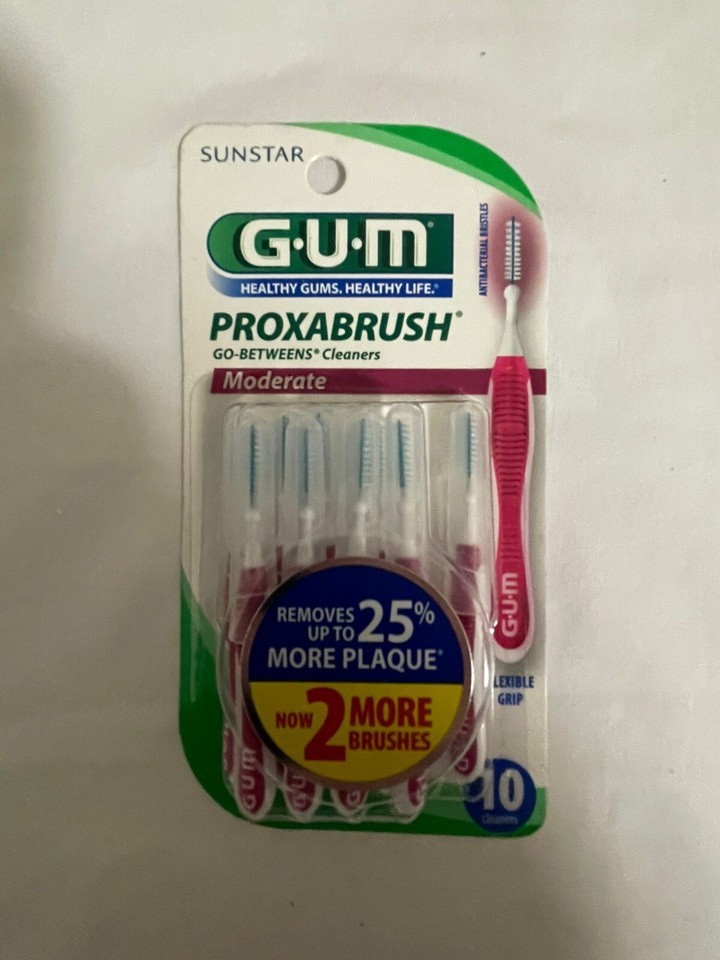 SUNSTAR
G·U·M®
HEALTHY GUMS. HEALTHY LIFE.®
PROXABRUSH®
GO-BETWEENS® Cleaners
Moderate
ANTIBACTERIAL BRISTLES
G·U·M
REMOVES
UP TO 25%
MORE PLAQUE*
NOW 2 MORE
BRUSHES
LEXIBLE
GRIP
G·U·M
10
cleaners